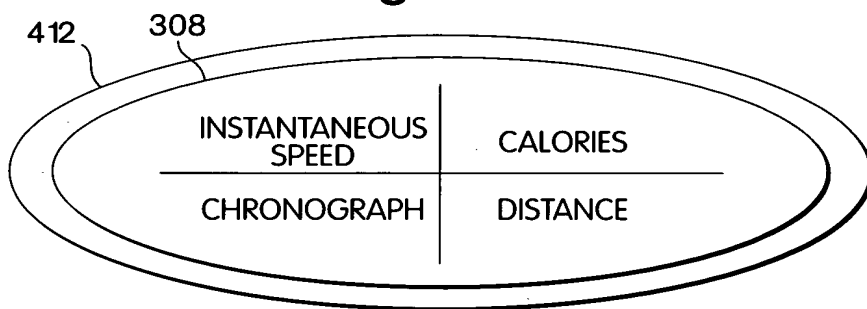 412
308
INSTANTANEOUS
SPEED
CALORIES
CHRONOGRAPH
DISTANCE